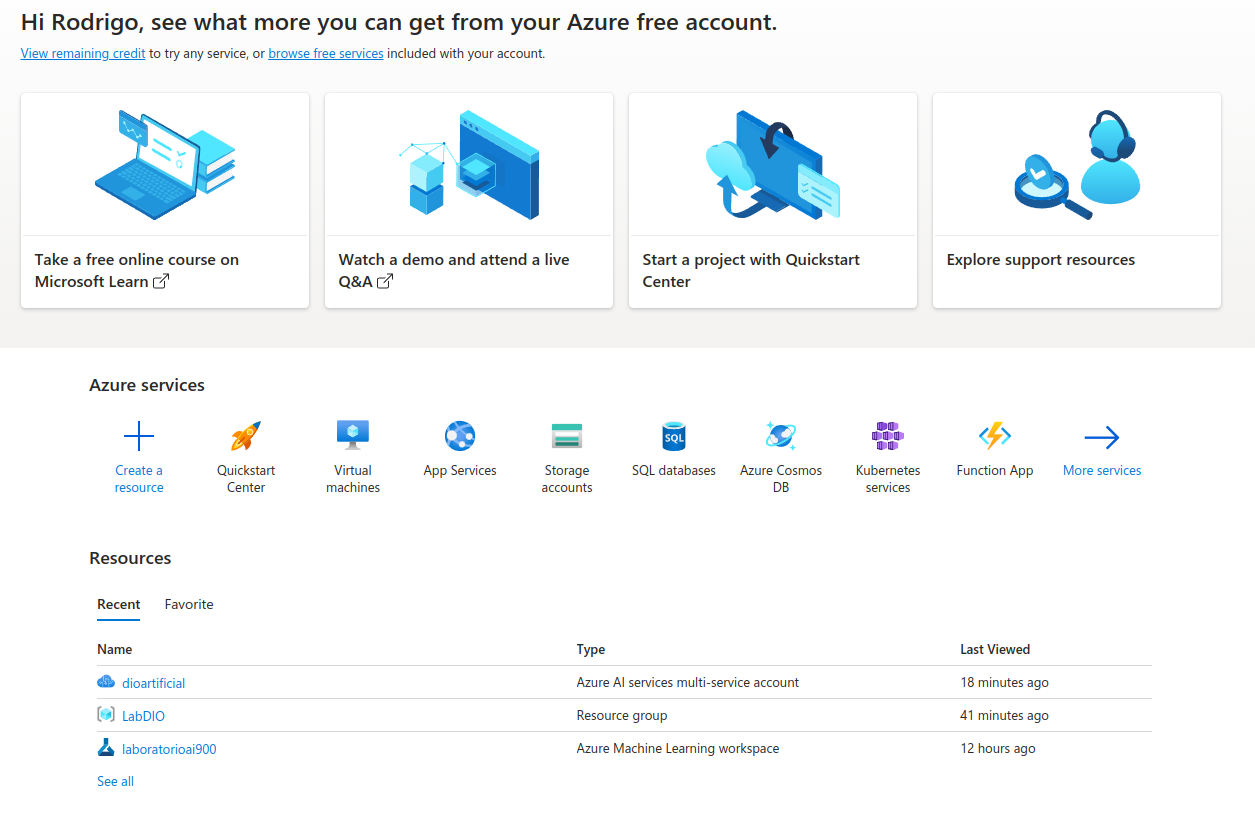 Hi Rodrigo, see what more you can get from your Azure free account.
View remaining credit to try any service, or browse free services included with your account.
Take a free online course on
Microsoft Learn
Watch a demo and attend a live
Q&A
Start a project with Quickstart
Center
Explore support resources
Azure services
SQL
Create a
resource
Quickstart
Center
Virtual
machines
App Services
Storage
accounts
SQL databases
Azure Cosmos
DB
Kubernetes
services
Function App
More services
Resources
Recent Favorite
Name Type Last Viewed
dioartificial Azure AI services multi-service account 18 minutes ago
LabDIO Resource group 41 minutes ago
laboratorioai900 Azure Machine Learning workspace 12 hours ago
See all